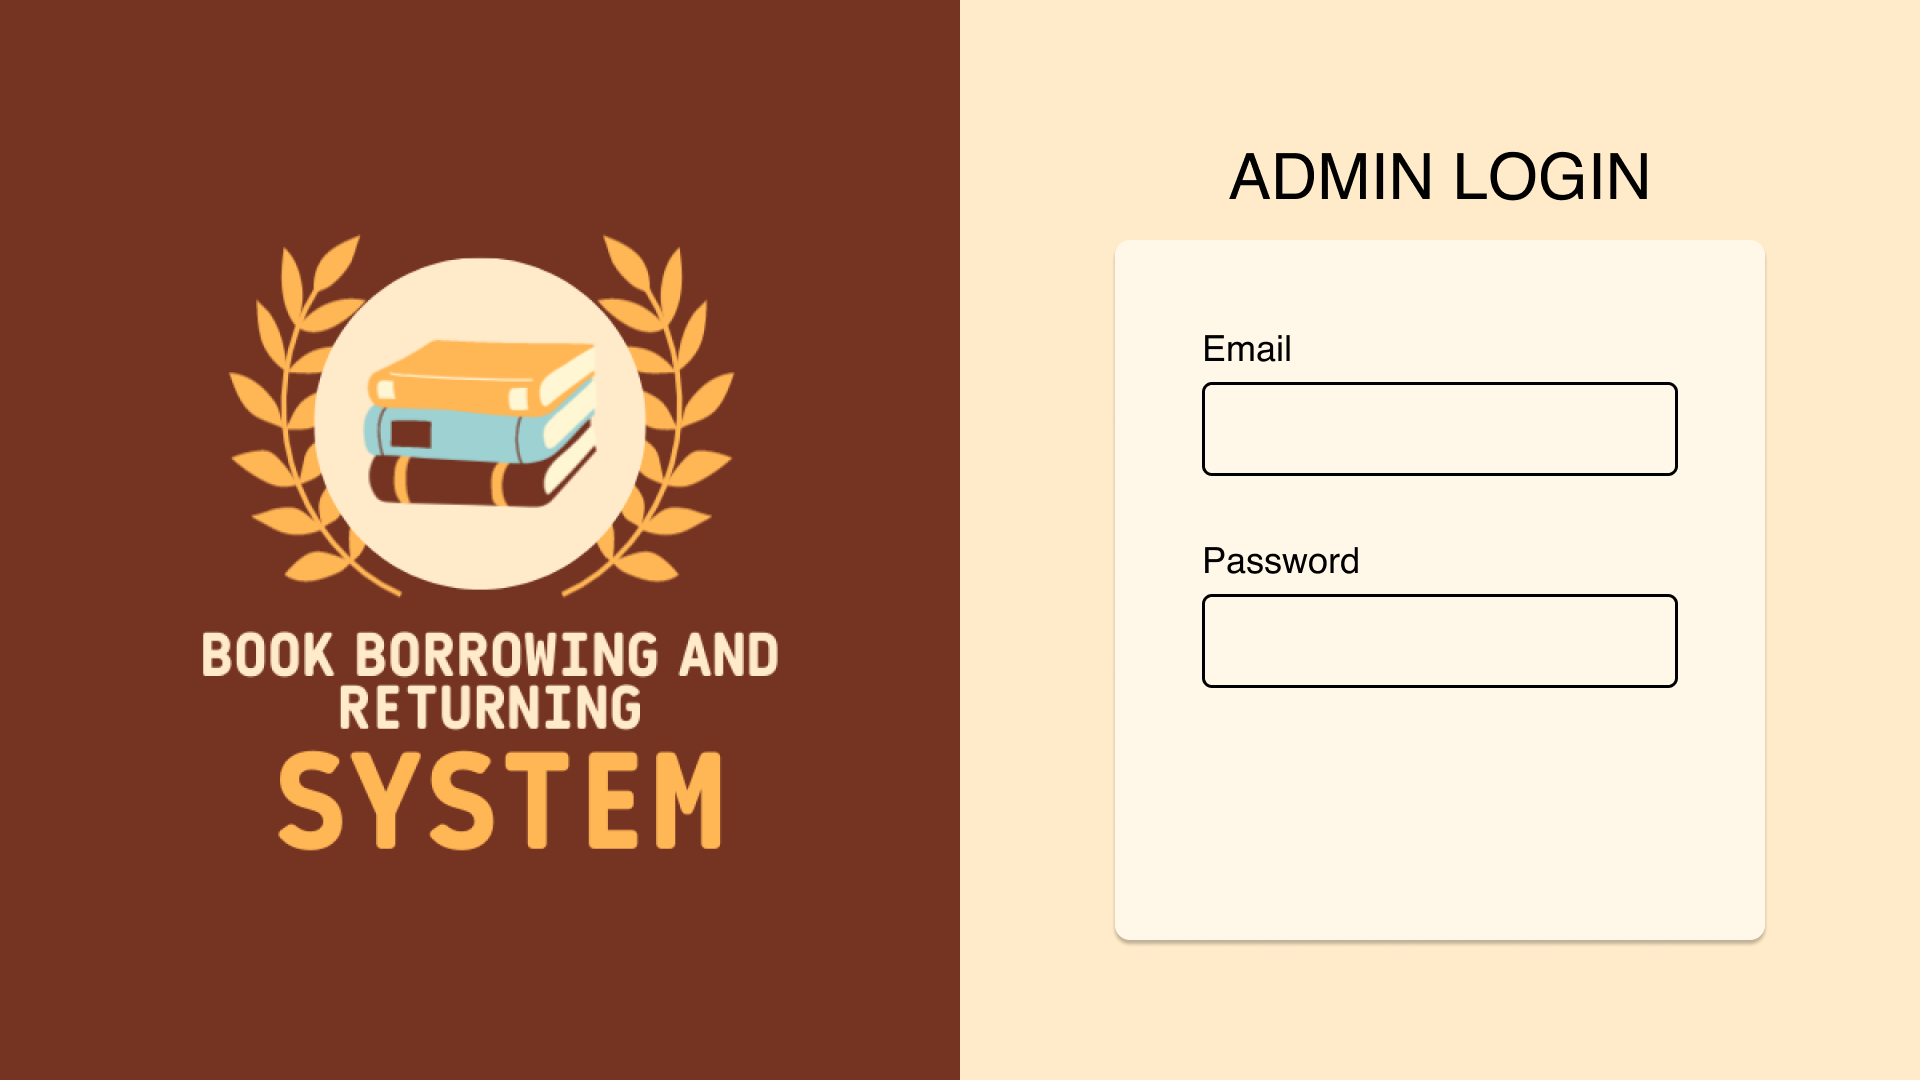 BOOK BORROWING AND
RETURNING
SYSTEM
ADMIN LOGIN
Email
Password